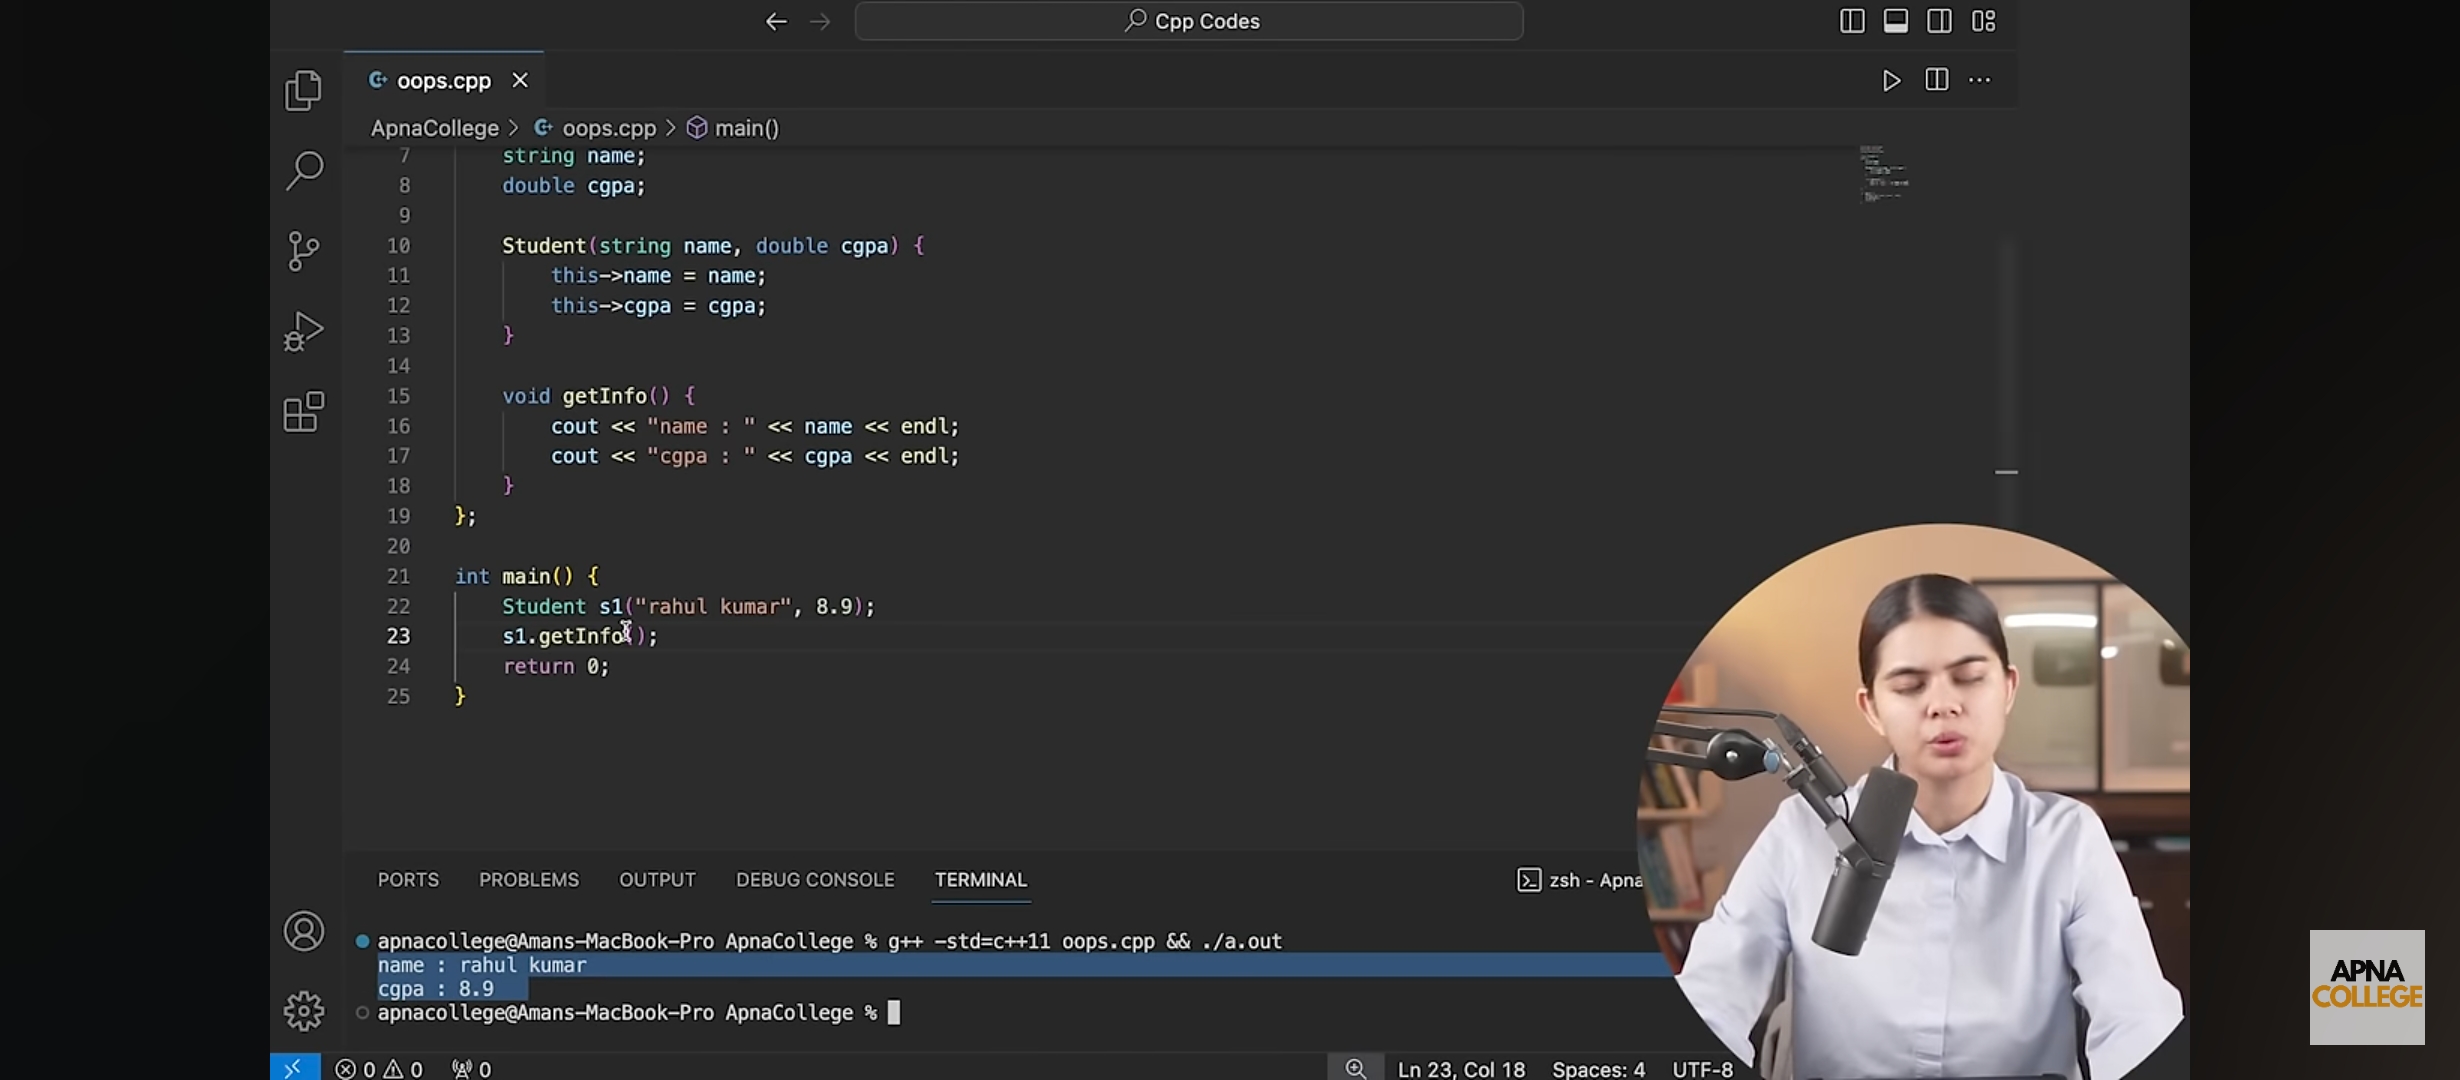 Cpp Codes
oops.cpp
ApnaCollege > oops.cpp > main()
7 string name;
8 double cgpa;
9
10 Student(string name, double cgpa) {
11 this->name = name;
12 this->cgpa = cgpa;
13 }
14
15 void getInfo() {
16 cout << "name : " << name << endl;
17 cout << "cgpa : " << cgpa << endl;
18 }
19 };
20
21 int main() {
22 Student s1("rahul kumar", 8.9);
23 s1.getInfo();
24 return 0;
25 }
PORTS PROBLEMS OUTPUT DEBUG CONSOLE TERMINAL zsh - Apna
apnacollege@Amans-MacBook-Pro ApnaCollege % g++ -std=c++11 oops.cpp && ./a.out
name : rahul kumar
cgpa : 8.9
apnacollege@Amans-MacBook-Pro ApnaCollege %
0 0 0 Ln 23, Col 18 Spaces: 4 UTF-8
APNA
COLLEGE